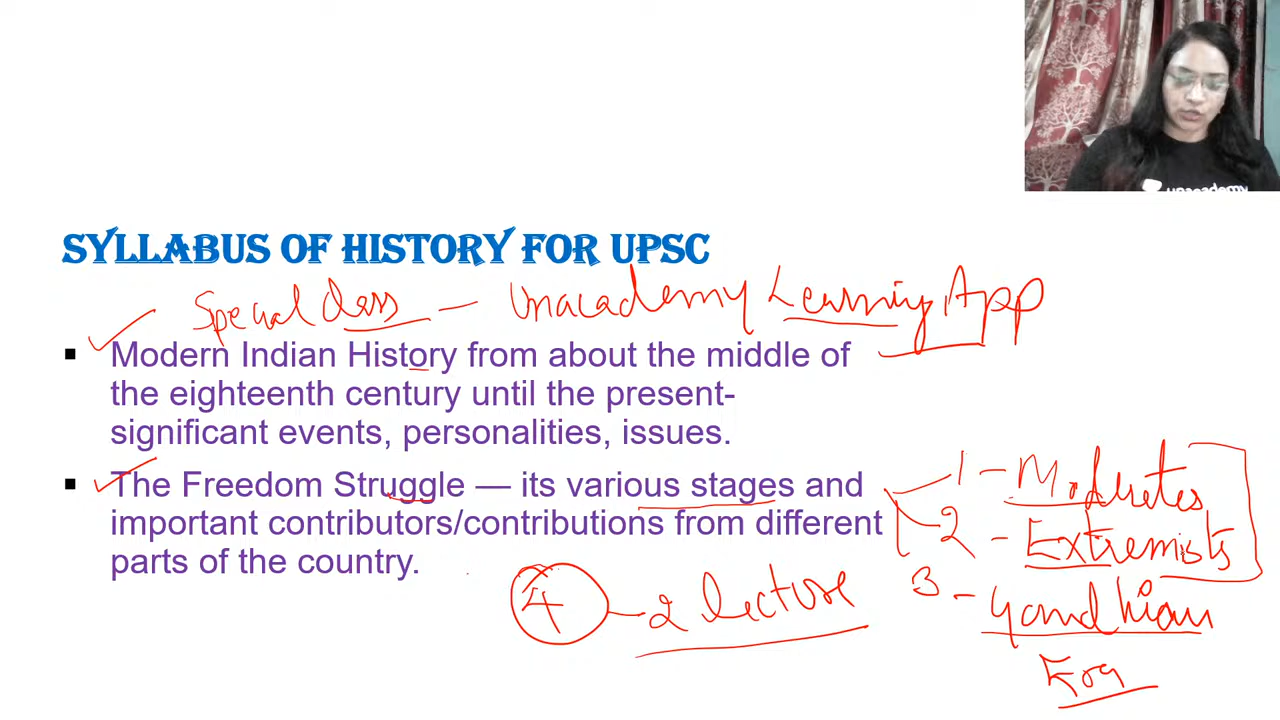 unacademy
SYLLABUS OF HISTORY FOR UPSC
Special class - Unacademy Learning App
Modern Indian History from about the middle of
the eighteenth century until the present-
significant events, personalities, issues.
The Freedom Struggle — its various stages and
important contributors/contributions from different
parts of the country.
1 - Moderates
2 - Extremists
3 - Gandhian
Era
4 - 2 lecture